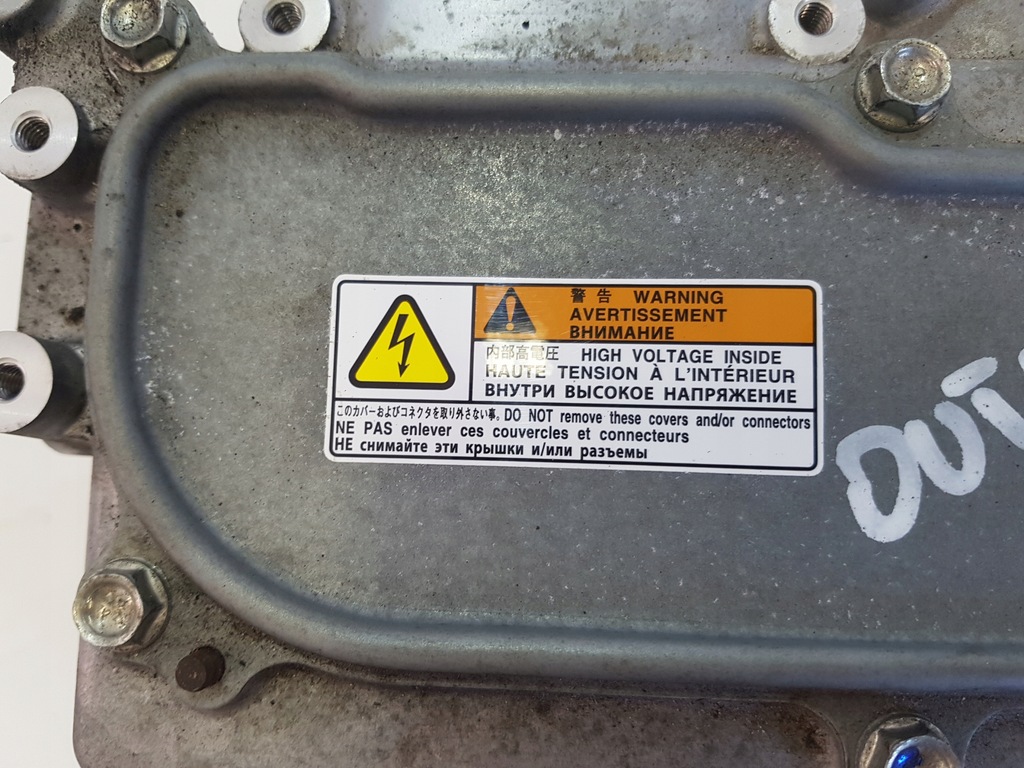 警告 WARNING
AVERTISSEMENT
ВНИМАНИЕ
内部高電圧 HIGH VOLTAGE INSIDE
HAUTE TENSION À L'INTÉRIEUR
ВНУТРИ ВЫСОКОЕ НАПРЯЖЕНИЕ
このカバーおよびコネクタを取り外さない事。DO NOT remove these covers and/or connectors
NE PAS enlever ces couvercles et connecteurs
НЕ снимайте эти крышки и/или разъемы